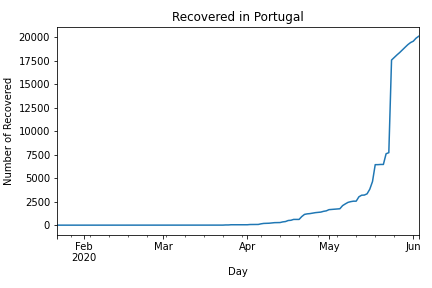 Recovered in Portugal
Number of Recovered
20000
17500
15000
12500
10000
7500
5000
2500
0
Feb
2020
Mar
Apr
May
Jun
Day